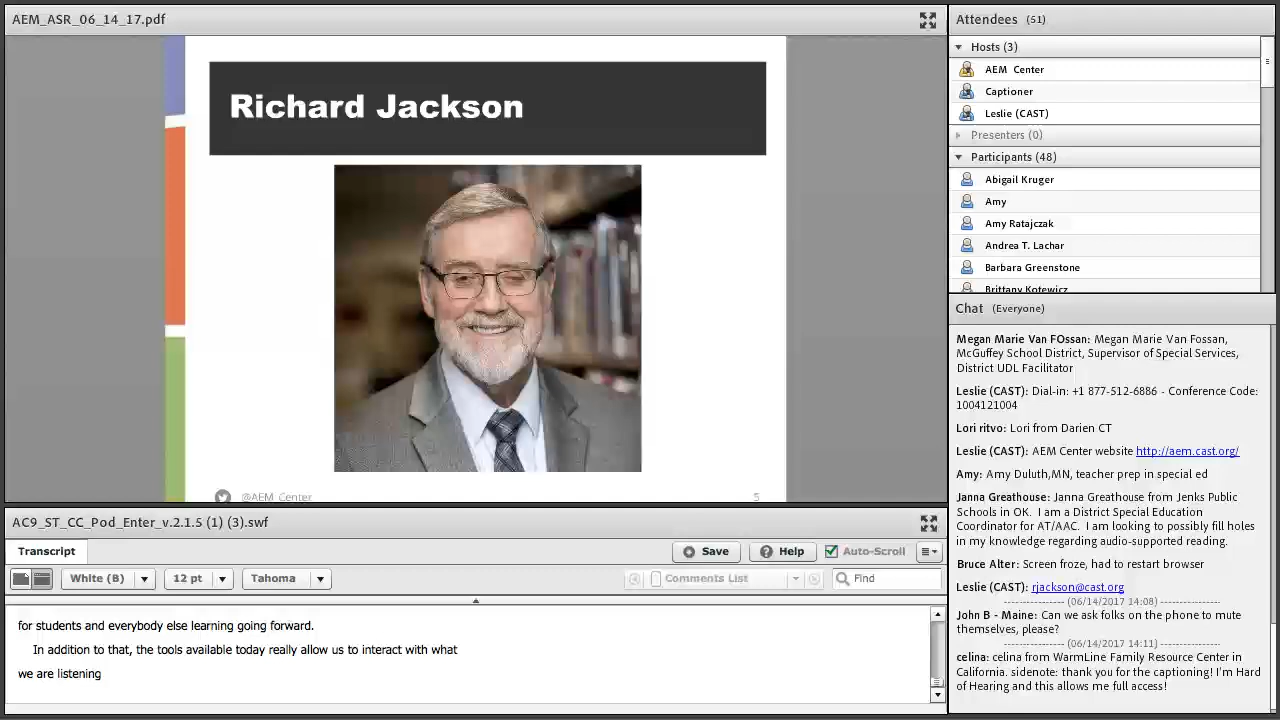 AEM_ASR_06_14_17.pdf
Richard Jackson
@AEM_Center
5
AC9_ST_CC_Pod_Enter_v.2.1.5 (1) (3).swf
Transcript
Save
Help
Auto-Scroll
White (B)
12 pt
Tahoma
Comments List
Find
for students and everybody else learning going forward.
In addition to that, the tools available today really allow us to interact with what
we are listening
Attendees (51)
Hosts (3)
AEM Center
Captioner
Leslie (CAST)
Presenters (0)
Participants (48)
Abigail Kruger
Amy
Amy Ratajczak
Andrea T. Lachar
Barbara Greenstone
Brittany Kotewicz
Chat (Everyone)
Megan Marie Van FOssan: Megan Marie Van Fossan,
McGuffey School District, Supervisor of Special Services,
District UDL Facilitator
Leslie (CAST): Dial-in: +1 877-512-6886 - Conference Code:
1004121004
Lori ritvo: Lori from Darien CT
Leslie (CAST): AEM Center website http://aem.cast.org/
Amy: Amy Duluth,MN, teacher prep in special ed
Janna Greathouse: Janna Greathouse from Jenks Public
Schools in OK. I am a District Special Education
Coordinator for AT/AAC. I am looking to possibly fill holes
in my knowledge regarding audio-supported reading.
Bruce Alter: Screen froze, had to restart browser
Leslie (CAST): rjackson@cast.org
---------------- (06/14/2017 14:08) ----------------
John B - Maine: Can we ask folks on the phone to mute
themselves, please?
---------------- (06/14/2017 14:11) ----------------
celina: celina from WarmLine Family Resource Center in
California. sidenote: thank you for the captioning! I'm Hard
of Hearing and this allows me full access!